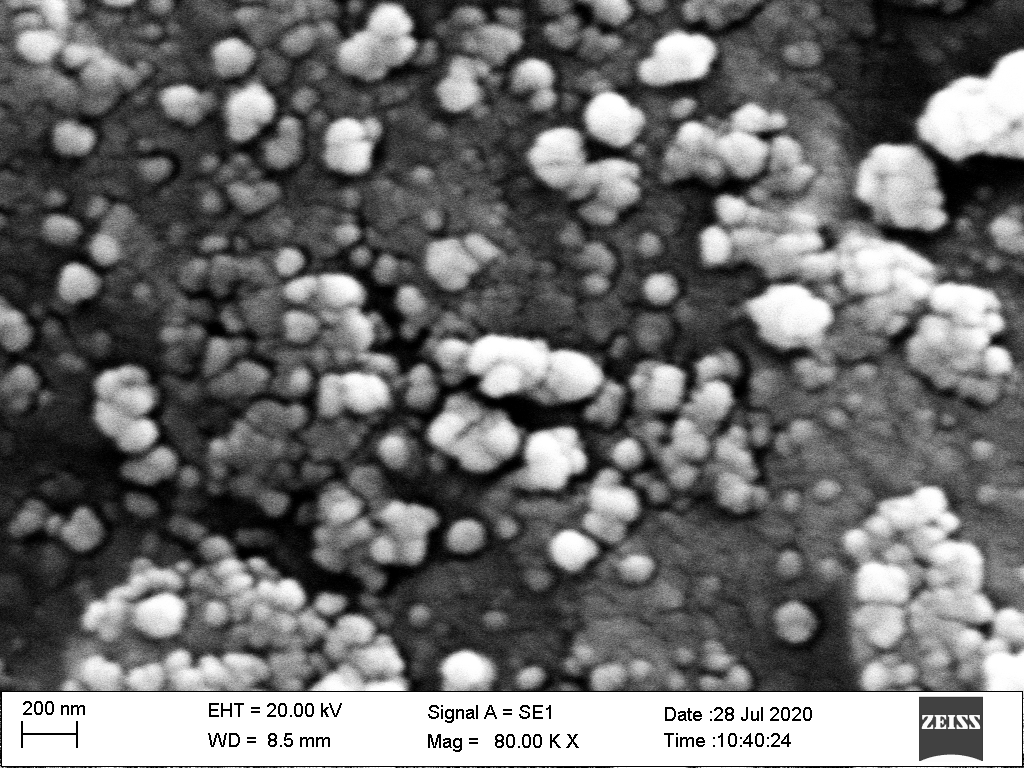 200 nm
EHT = 20.00 kV
WD = 8.5 mm
Signal A = SE1
Mag = 80.00 K X
Date :28 Jul 2020
Time :10:40:24
ZEISS